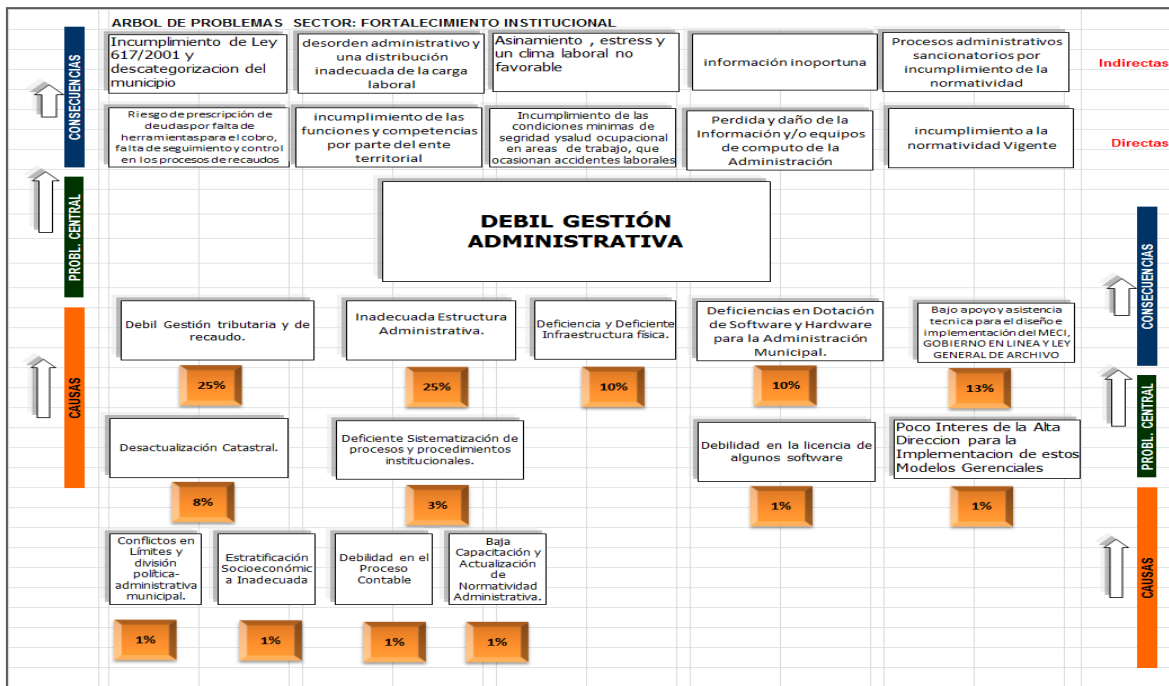 ARBOL DE PROBLEMAS SECTOR: FORTALECIMIENTO INSTITUCIONAL
CONSECUENCIAS
Incumplimiento de Ley
617/2001 y
descategorizacion del
municipio
desorden administrativo y
una distribución
inadecuada de la carga
laboral
Asinamiento , estress y
un clima laboral no
favorable
información inoportuna
Procesos administrativos
sancionatorios por
incumplimiento de la
normatividad
Indirectas
Riesgo de prescripción de
deudas por falta de
herramientas para el cobro,
falta de seguimiento y control
en los procesos de recaudos
incumplimiento de las
funciones y competencias
por parte del ente
territorial
Incumplimiento de las
condiciones minimas de
segridad ysalud ocupacional
en areas de trabajo, que
ocasionan accidentes laborales
Perdida y daño de la
Información y/o equipos
de computo de la
Administración
incumplimiento a la
normatividad Vigente
Directas
PROBL. CENTRAL
DEBIL GESTIÓN
ADMINISTRATIVA
CONSECUENCIAS
CAUSAS
Debil Gestión tributaria y de
recaudo.
Inadecuada Estructura
Administrativa.
Deficiencia y Deficiente
Infraestructura física.
Deficiencias en Dotación
de Software y Hardware
para la Administración
Municipal.
Bajo apoyo y asistencia
tecnica para el diseño e
implementación del MECI,
GOBIERNO EN LINEA Y LEY
GENERAL DE ARCHIVO
25%
25%
10%
10%
13%
PROBL. CENTRAL
Desactualización Catastral.
Deficiente Sistematización de
procesos y procedimientos
institucionales.
Debilidad en la licencia de
algunos software
Poco Interes de la Alta
Direccion para la
Implementacion de estos
Modelos Gerenciales
8%
3%
1%
1%
CAUSAS
Conflictos en
Límites y
división
política-
administrativa
municipal.
Estratificación
Socioeconómic
a Inadecuada
Debilidad en el
Proceso
Contable
Baja
Capacitación y
Actualización
de
Normatividad
Administrativa.
1%
1%
1%
1%